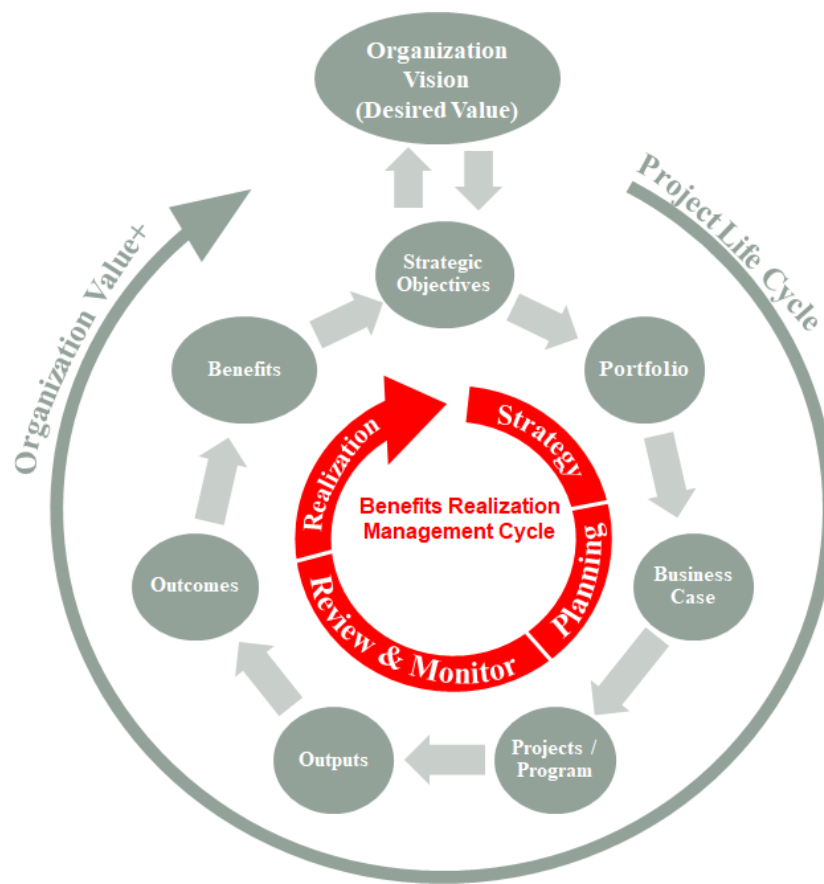 Organization
Vision
(Desired Value)
Project Life Cycle
Organization Value+
Strategic
Objectives
Benefits
Portfolio
Strategy
Realization
Benefits Realization
Management Cycle
Planning
Outcomes
Business
Case
Review & Monitor
Outputs
Projects /
Program